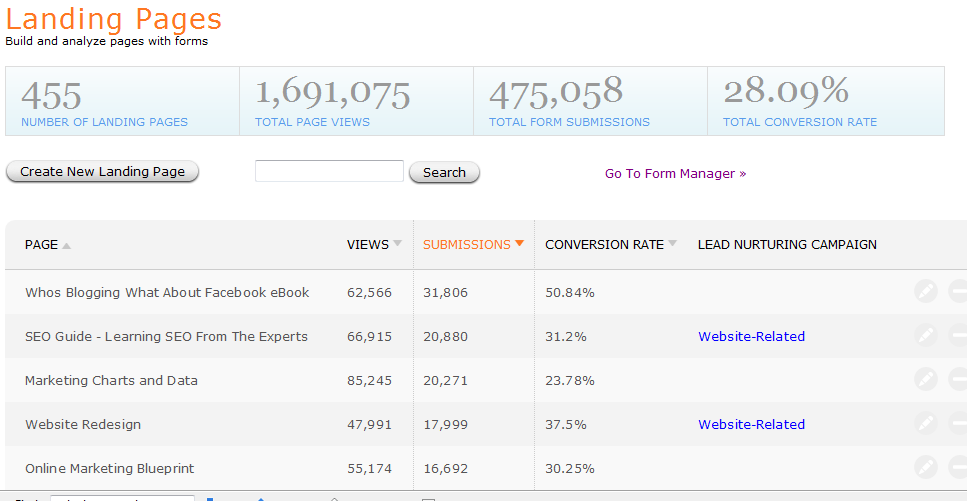 Landing Pages
Build and analyze pages with forms
455 1,691,075 475,058 28.09%
NUMBER OF LANDING PAGES TOTAL PAGE VIEWS TOTAL FORM SUBMISSIONS TOTAL CONVERSION RATE
Create New Landing Page Search Go To Form Manager »
PAGE VIEWS SUBMISSIONS CONVERSION RATE LEAD NURTURING CAMPAIGN
Whos Blogging What About Facebook eBook 62,566 31,806 50.84%
SEO Guide - Learning SEO From The Experts 66,915 20,880 31.2% Website-Related
Marketing Charts and Data 85,245 20,271 23.78%
Website Redesign 47,991 17,999 37.5% Website-Related
Online Marketing Blueprint 55,174 16,692 30.25%